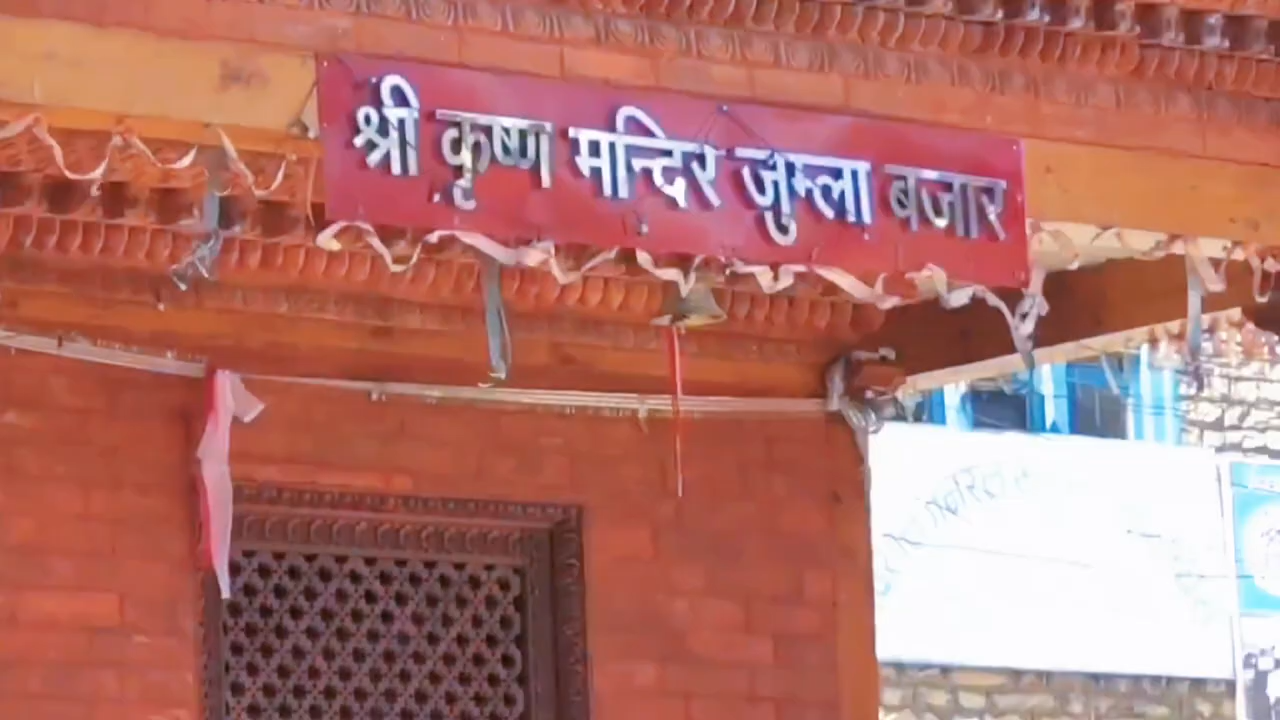 श्री कृष्ण मन्दिर जुम्ला बजार